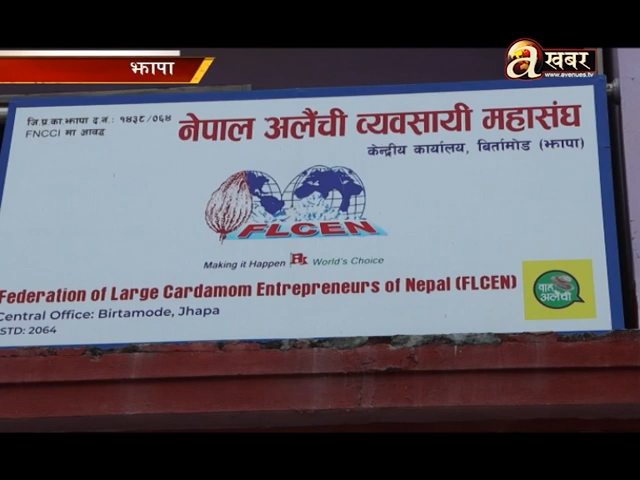 झापा
खबर
www.avenues.tv
जि.प्र.का झापा द.नं.: १४३८/०६४
FNCCI मा आवद्ध
नेपाल अलैंची व्यवसायी महासंघ
केन्द्रीय कार्यालय, बिर्तामोड (झापा)
FLCEN
Making it Happen World's Choice
Federation of Large Cardamom Entrepreneurs of Nepal (FLCEN)
Central Office: Birtamode, Jhapa
STD: 2064
वाह
अलैंची